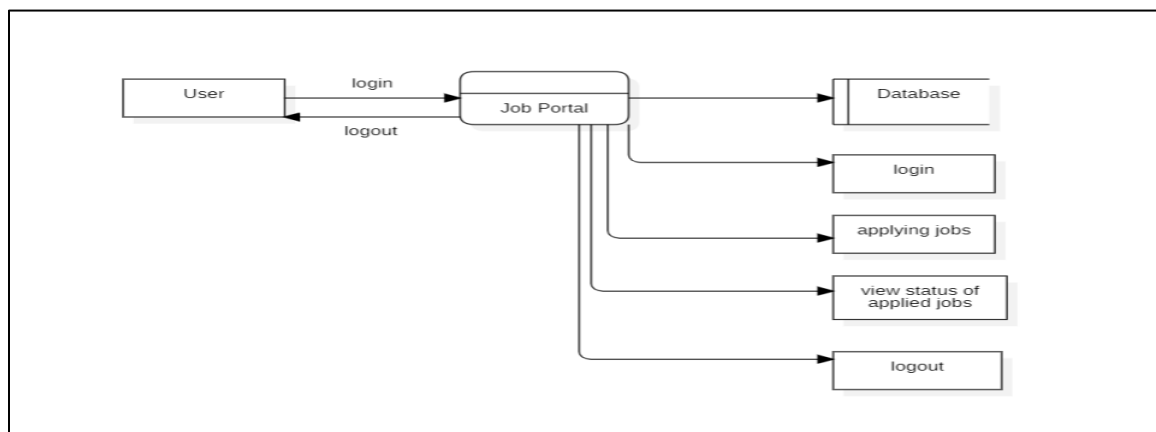 login
User
Database
Job Portal
logout
login
applying jobs
view status of
applied jobs
logout